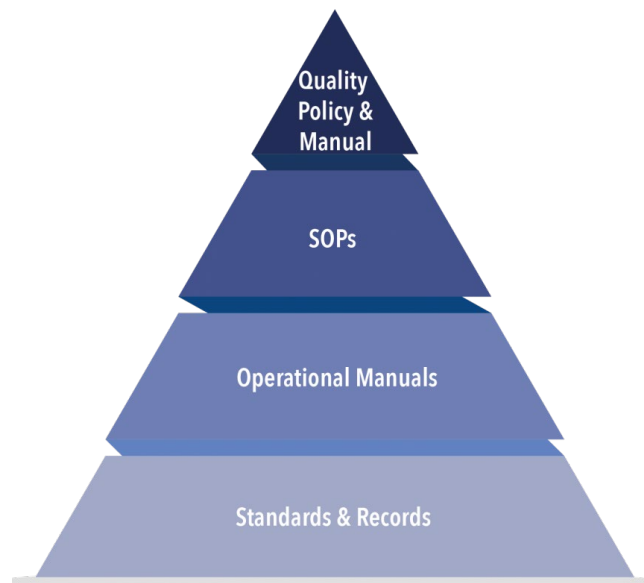 Quality
Policy &
Manual
SOPs
Operational Manuals
Standards & Records